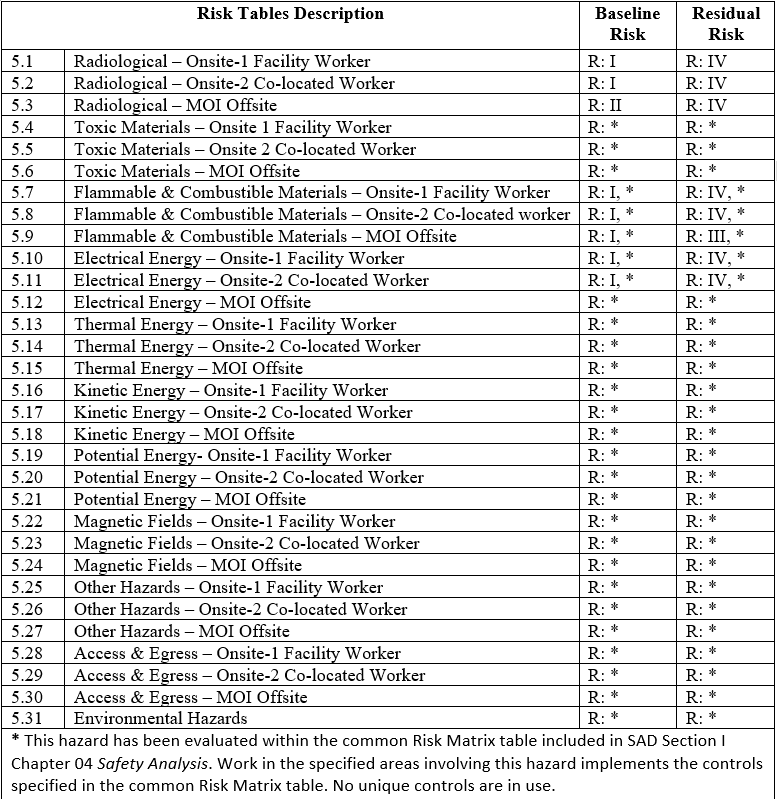 Risk Tables Description Baseline Risk Residual Risk
5.1 Radiological – Onsite-1 Facility Worker R: I R: IV
5.2 Radiological – Onsite-2 Co-located Worker R: I R: IV
5.3 Radiological – MOI Offsite R: II R: IV
5.4 Toxic Materials – Onsite 1 Facility Worker R: * R: *
5.5 Toxic Materials – Onsite 2 Co-located Worker R: * R: *
5.6 Toxic Materials – MOI Offsite R: * R: *
5.7 Flammable & Combustible Materials – Onsite-1 Facility Worker R: I, * R: IV, *
5.8 Flammable & Combustible Materials – Onsite-2 Co-located worker R: I, * R: IV, *
5.9 Flammable & Combustible Materials – MOI Offsite R: I, * R: III, *
5.10 Electrical Energy – Onsite-1 Facility Worker R: I, * R: IV, *
5.11 Electrical Energy – Onsite-2 Co-located Worker R: I, * R: IV, *
5.12 Electrical Energy – MOI Offsite R: * R: *
5.13 Thermal Energy – Onsite-1 Facility Worker R: * R: *
5.14 Thermal Energy – Onsite-2 Co-located Worker R: * R: *
5.15 Thermal Energy – MOI Offsite R: * R: *
5.16 Kinetic Energy – Onsite-1 Facility Worker R: * R: *
5.17 Kinetic Energy – Onsite-2 Co-located Worker R: * R: *
5.18 Kinetic Energy – MOI Offsite R: * R: *
5.19 Potential Energy- Onsite-1 Facility Worker R: * R: *
5.20 Potential Energy – Onsite-2 Co-located Worker R: * R: *
5.21 Potential Energy – MOI Offsite R: * R: *
5.22 Magnetic Fields – Onsite-1 Facility Worker R: * R: *
5.23 Magnetic Fields – Onsite-2 Co-located Worker R: * R: *
5.24 Magnetic Fields – MOI Offsite R: * R: *
5.25 Other Hazards – Onsite-1 Facility Worker R: * R: *
5.26 Other Hazards – Onsite-2 Co-located Worker R: * R: *
5.27 Other Hazards – MOI Offsite R: * R: *
5.28 Access & Egress – Onsite-1 Facility Worker R: * R: *
5.29 Access & Egress – Onsite-2 Co-located Worker R: * R: *
5.30 Access & Egress – MOI Offsite R: * R: *
5.31 Environmental Hazards R: * R: *
* This hazard has been evaluated within the common Risk Matrix table included in SAD Section I
Chapter 04 Safety Analysis. Work in the specified areas involving this hazard implements the controls
specified in the common Risk Matrix table. No unique controls are in use.